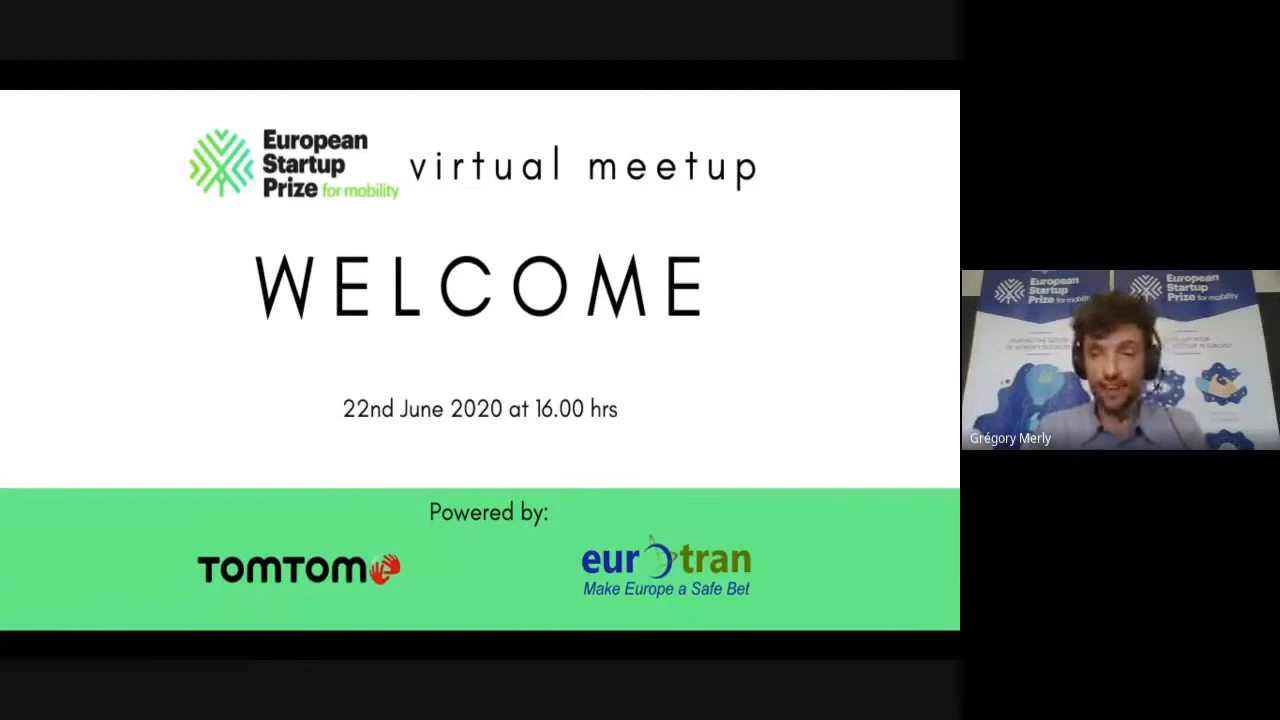 European
Startup
Prize for mobility
virtual meetup
WELCOME
22nd June 2020 at 16.00 hrs
Powered by:
TOMTOM
eurotran
Make Europe a Safe Bet
European
Startup
Prize for mobility
European
Startup
Prize for mobility
Grégory Merly